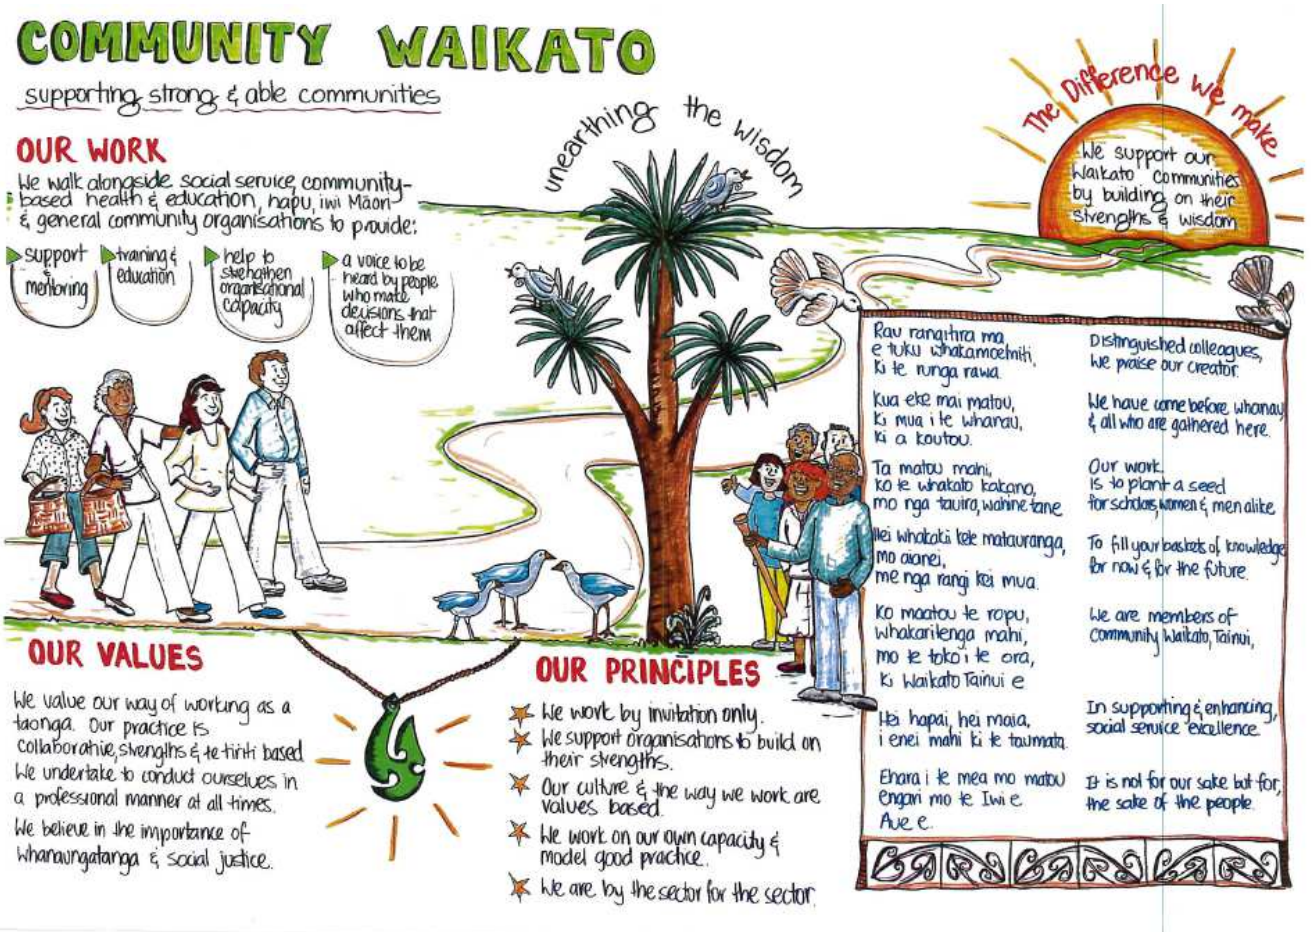 COMMUNITY WAIKATO
supporting strong & able communities
OUR WORK
We walk alongside social service, community-
based health & education, hapu, iwi Māori
& general community organisations to provide:
support
&
mentoring
training &
education
help to
strengthen
organisational
capacity
a voice to be
heard by people
who make
decisions that
affect them
unearthing the wisdom
The Difference we make
We support our
Waikato communities
by building on their
strengths & wisdom
Rau rangitira ma
e tuku whakamoemiti,
Ki te runga rawa.
Kua eke mai matou,
Ki mua i te whanau,
Ki a koutou.
Ta matou mahi,
ko te whakato kakano,
mo nga tauira, wahine tane
Hei whakakii kete matauranga,
mo aianei,
me nga rangi kei mua.
Ko maatou te ropu,
whakaritenga mahi,
mo te toko i te ora,
Ki Waikato Tainui e
Hei hapai, hei maia,
i enei mahi ki te taumata.
Ehara i te mea mo matou
engari mo te Iwi e
Aue e.
Distinguished colleagues,
We praise our creator.
We have come before whanau
& all who are gathered here.
Our work
is to plant a seed
for scholars, women & men alike
To fill your baskets of knowledge
for now & for the future.
We are members of
Community Waikato, Tainui,
In supporting & enhancing,
social service excellence
It is not for our sake but for,
the sake of the people.
OUR VALUES
We value our way of working as a
taonga. Our practice is
collaborative, strengths & te tiriti based
We undertake to conduct ourselves in
a professional manner at all times.
We believe in the importance of
Whanaungatanga & social justice.
OUR PRINCIPLES
We work by invitation only.
We support organisations to build on
their strengths.
Our culture & the way we work are
values based.
We work on our own capacity &
model good practice.
We are by the sector for the sector.